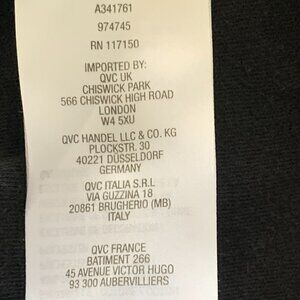 A341761
974745
RN 117150
IMPORTED BY:
QVC UK
CHISWICK PARK
566 CHISWICK HIGH ROAD
LONDON
W4 5XU
QVC HANDEL LLC & CO. KG
PLOCKSTR. 30
40221 DÜSSELDORF
GERMANY
QVC ITALIA S.R.L
VIA GUZZINA 18
20861 BRUGHERIO (MB)
ITALY
QVC FRANCE
BATIMENT 266
45 AVENUE VICTOR HUGO
93 300 AUBERVILLIERS